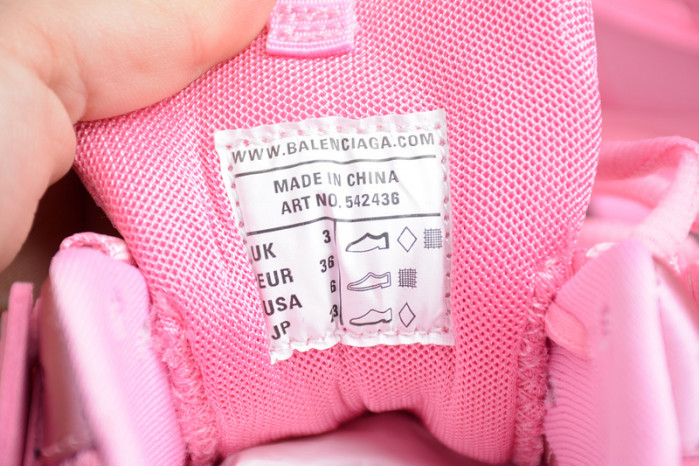 WWW.BALENCIAGA.COM
MADE IN CHINA
ART NO. 542436
UK 3
EUR 36
USA 6
JP